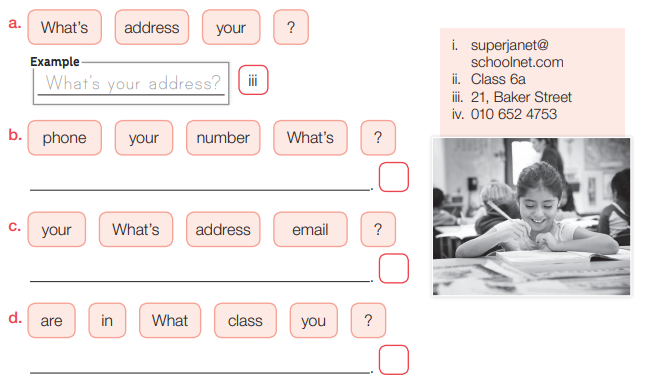 a. What's address your ?
Example
What's your address? iii
b. phone your number What's ?
.
c. your What's address email ?
.
d. are in What class you ?
.
i. superjanet@
schoolnet.com
ii. Class 6a
iii. 21, Baker Street
iv. 010 652 4753